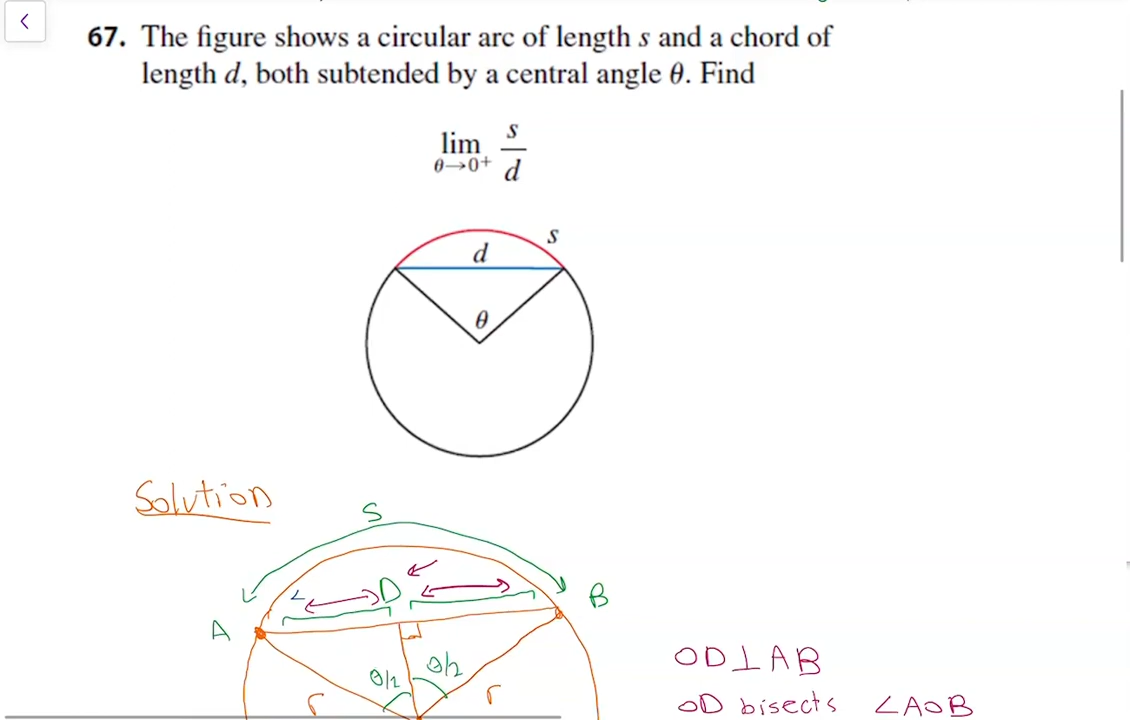 67. The figure shows a circular arc of length s and a chord of
length d, both subtended by a central angle θ. Find
lim θ→0+ s/d
s
d
θ
Solution
S
D
A
B
θ/2 θ/2
r r
OD⊥AB
OD bisects ∠AOB